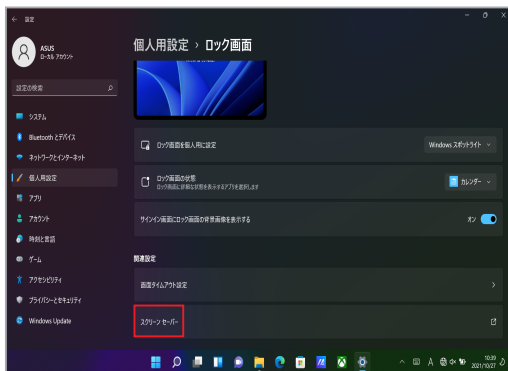 ← 設定
ASUS
ローカル アカウント
設定の検索
システム
Bluetooth とデバイス
ネットワークとインターネット
個人用設定
アプリ
アカウント
時刻と言語
ゲーム
アクセシビリティ
プライバシーとセキュリティ
Windows Update
個人用設定 › ロック画面
ロック画面を個人用に設定
Windows スポットライト
ロック画面の状態
ロック画面に詳細な状態を表示するアプリを選択します
カレンダー
サインイン画面にロック画面の背景画像を表示する
オン
関連設定
画面タイムアウト設定
スクリーン セーバー
A
10:39
2021/10/27